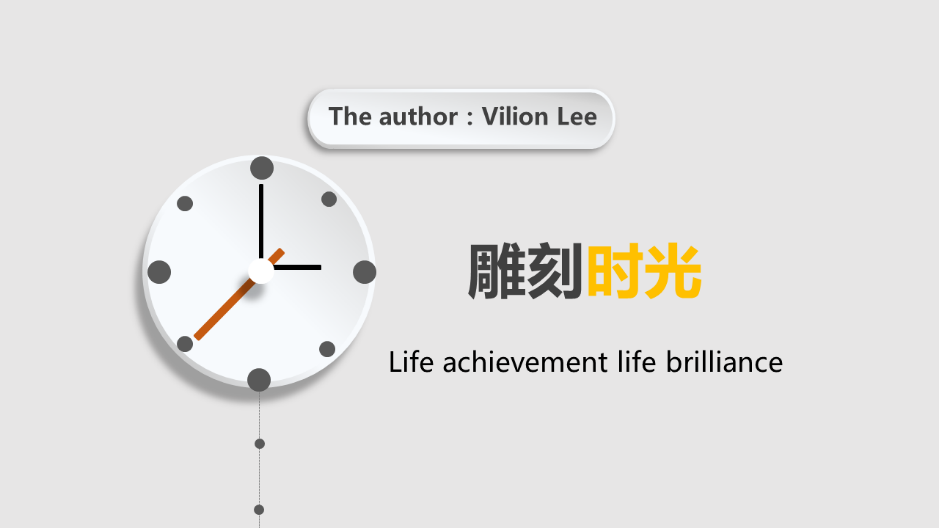 The author：Vilion Lee
雕刻时光
Life achievement life brilliance